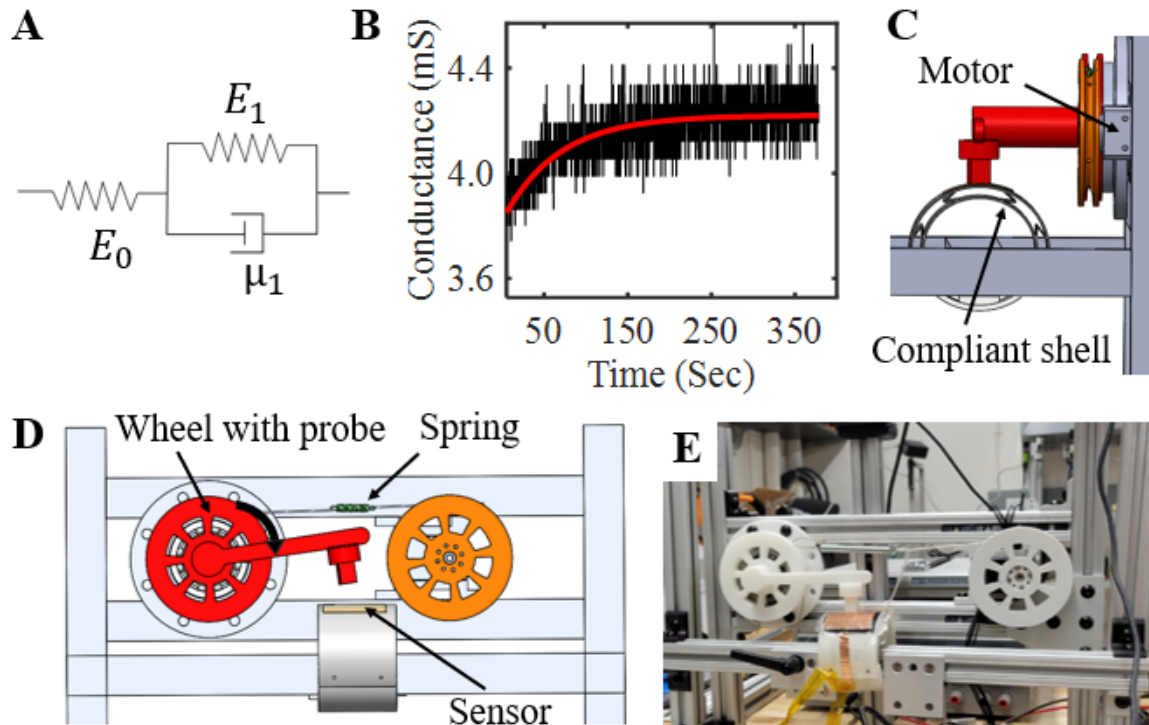 A
E₁
E₀
μ₁
B
Conductance (mS)
4.4
4.0
3.6
50 150 250 350
Time (Sec)
C
Motor
Compliant shell
D
Wheel with probe
Spring
Sensor
E